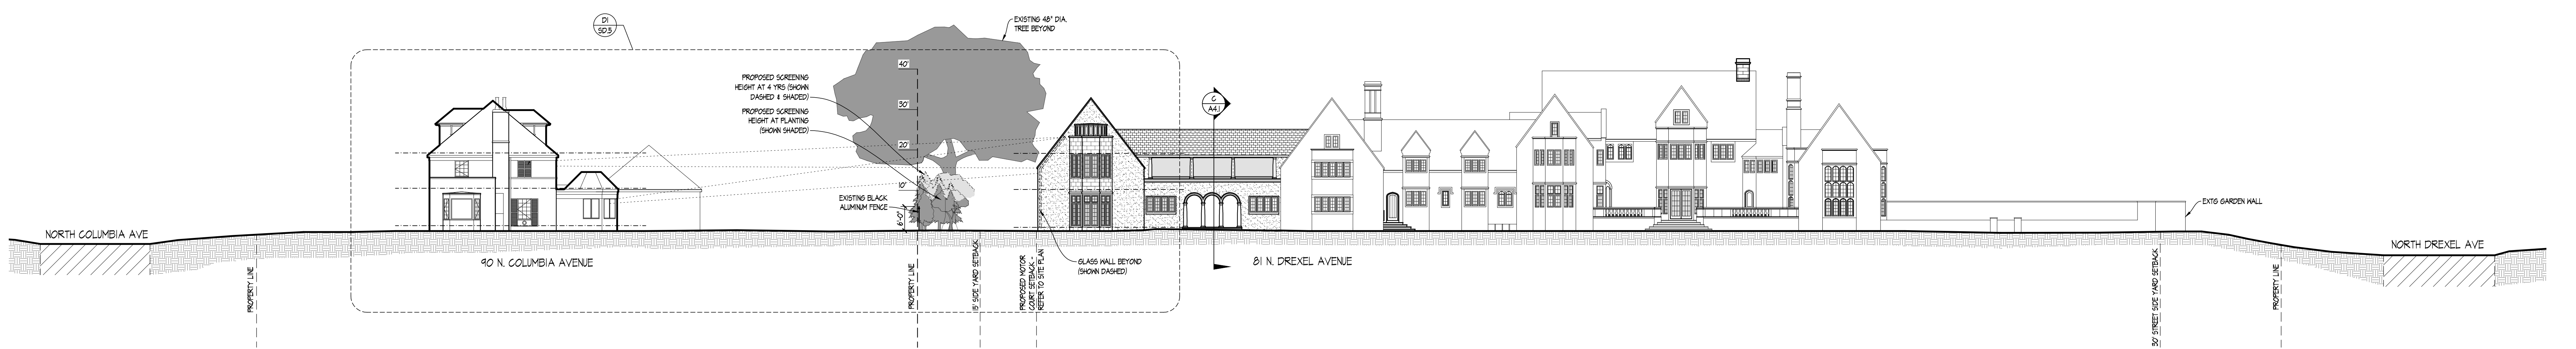 D1
SD.3
EXISTING 48" DIA.
TREE BEYOND
40'
PROPOSED SCREENING
HEIGHT AT 4 YRS (SHOWN
DASHED & SHADED)
PROPOSED SCREENING
HEIGHT AT PLANTING
(SHOWN SHADED)
30'
20'
10'
6'-0"
EXISTING BLACK
ALUMINUM FENCE
C
A4.1
EXTG GARDEN WALL
NORTH COLUMBIA AVE
NORTH DREXEL AVE
90 N. COLUMBIA AVENUE
81 N. DREXEL AVENUE
GLASS WALL BEYOND
(SHOWN DASHED)
PROPERTY LINE
PROPERTY LINE
15' SIDE YARD SETBACK
PROPOSED MOTOR
COURT SETBACK -
REFER TO SITE PLAN
30' STREET SIDE YARD SETBACK
PROPERTY LINE